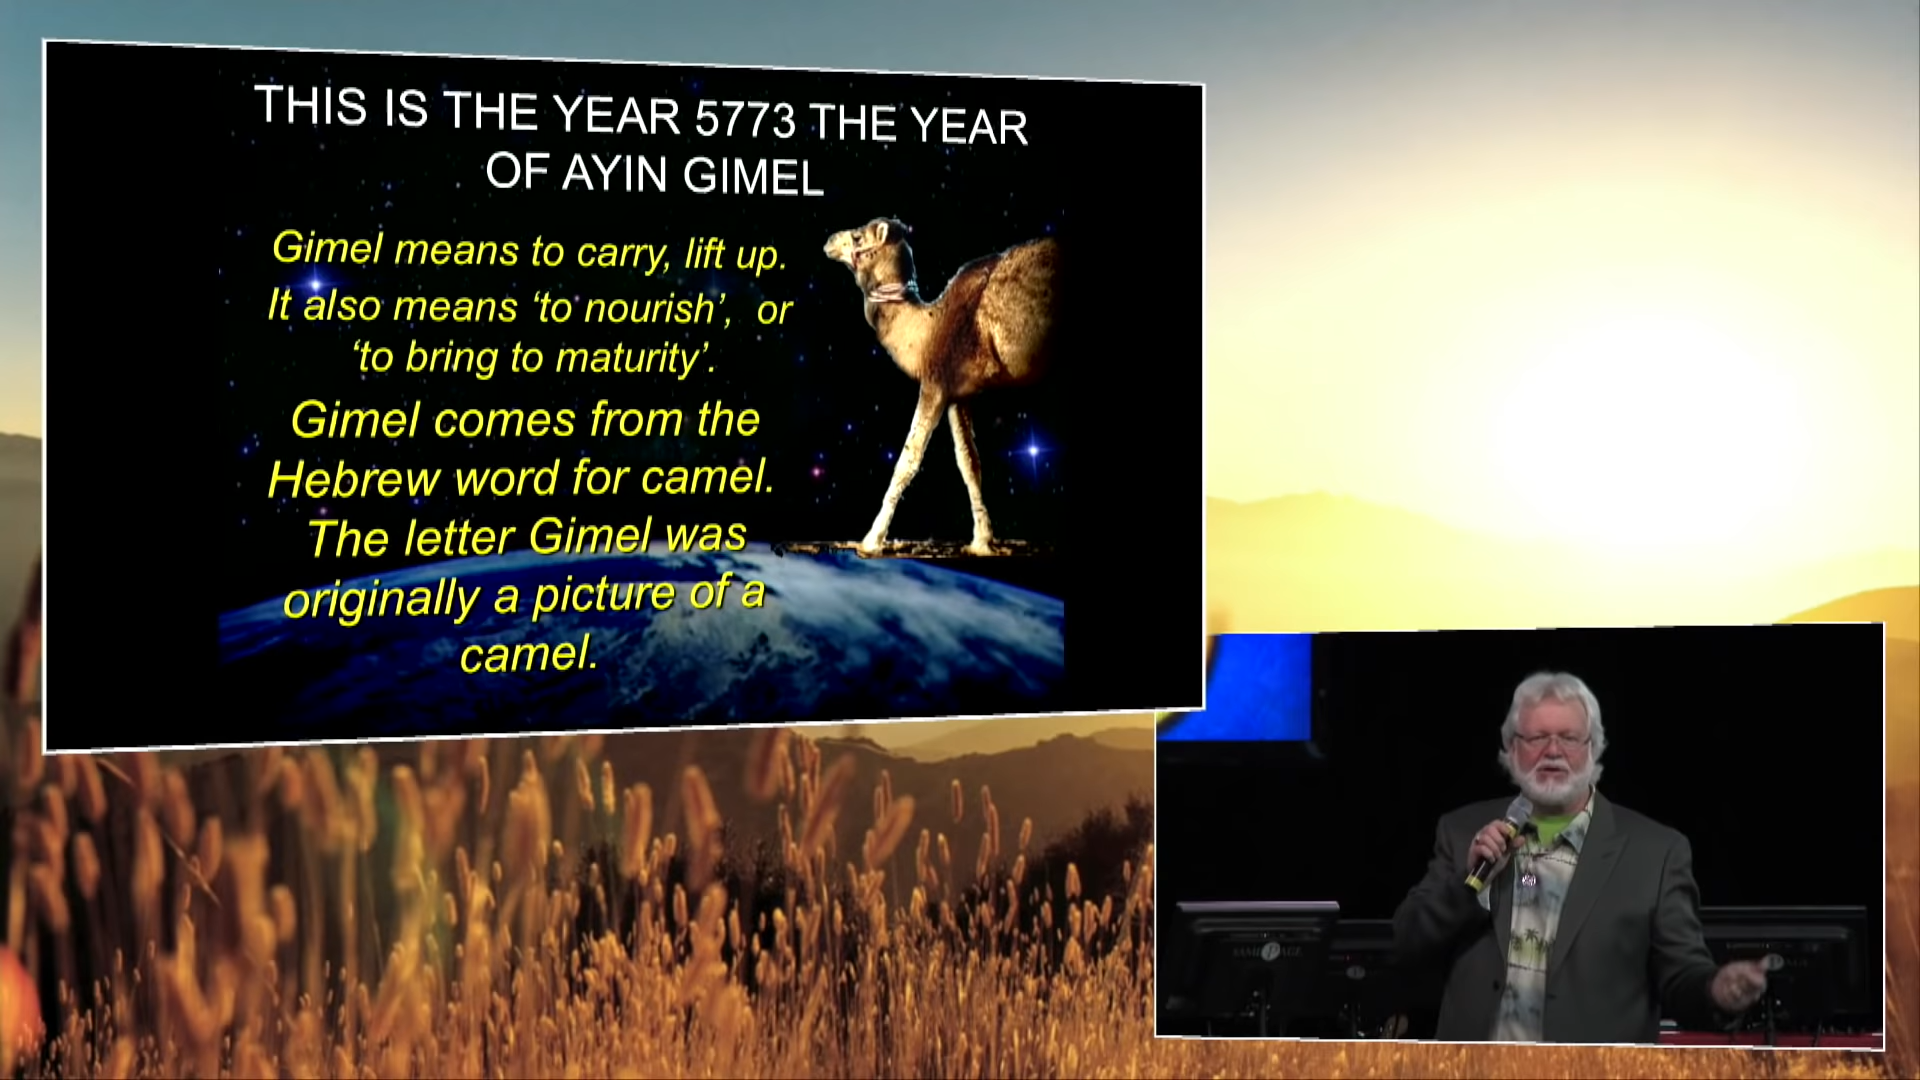 THIS IS THE YEAR 5773 THE YEAR
OF AYIN GIMEL
Gimel means to carry, lift up.
It also means ‘to nourish’, or
‘to bring to maturity’.
Gimel comes from the
Hebrew word for camel.
The letter Gimel was
originally a picture of a
camel.
SAME PAGE